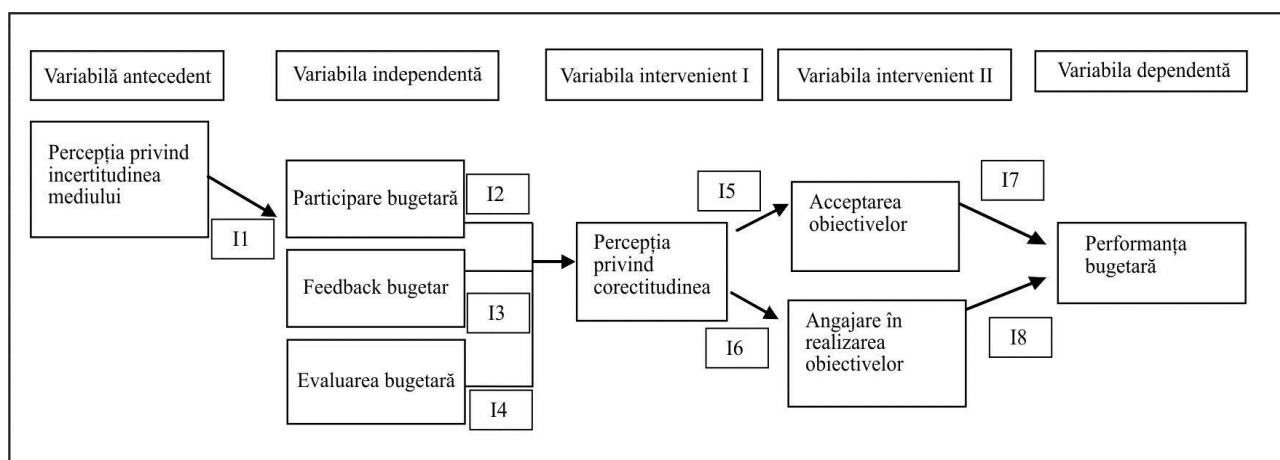 Variabilă antecedent
Variabila independentă
Variabila intervenient I
Variabila intervenient II
Variabila dependentă
Percepția privind
incertitudinea
mediului
I1
Participare bugetară
I2
Feedback bugetar
I3
Evaluarea bugetară
I4
Percepția
privind
corectitudinea
I5
I6
Acceptarea
obiectivelor
Angajare în
realizarea
obiectivelor
I7
I8
Performanța
bugetară